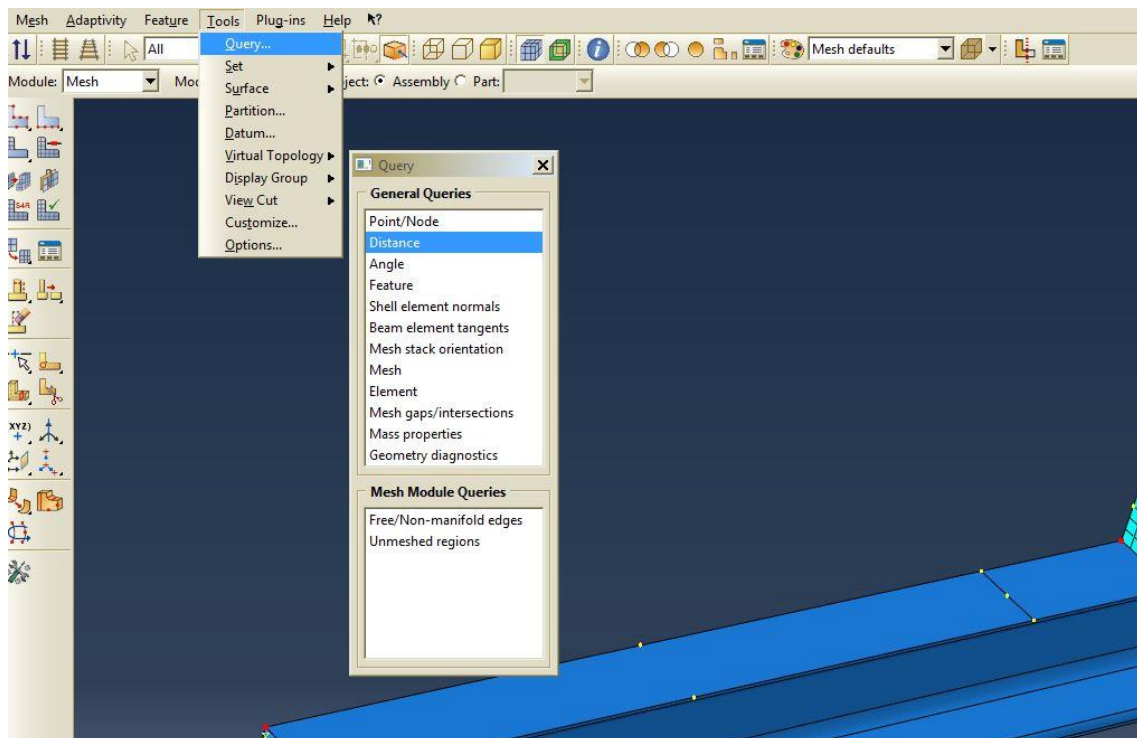 Mesh Adaptivity Feature Tools Plug-ins Help
All
Mesh defaults
Module: Mesh
Assembly
Part:
Query...
Set
Surface
Partition...
Datum...
Virtual Topology
Display Group
View Cut
Customize...
Options...
Query
General Queries
Point/Node
Distance
Angle
Feature
Shell element normals
Beam element tangents
Mesh stack orientation
Mesh
Element
Mesh gaps/intersections
Mass properties
Geometry diagnostics
Mesh Module Queries
Free/Non-manifold edges
Unmeshed regions